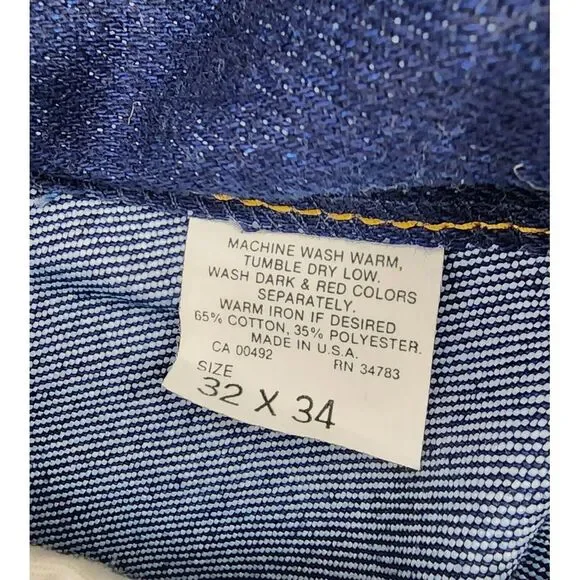 MACHINE WASH WARM,
TUMBLE DRY LOW.
WASH DARK & RED COLORS
SEPARATELY.
WARM IRON IF DESIRED
65% COTTON, 35% POLYESTER.
MADE IN U.S.A.
CA 00492 RN 34783
SIZE
32 X 34